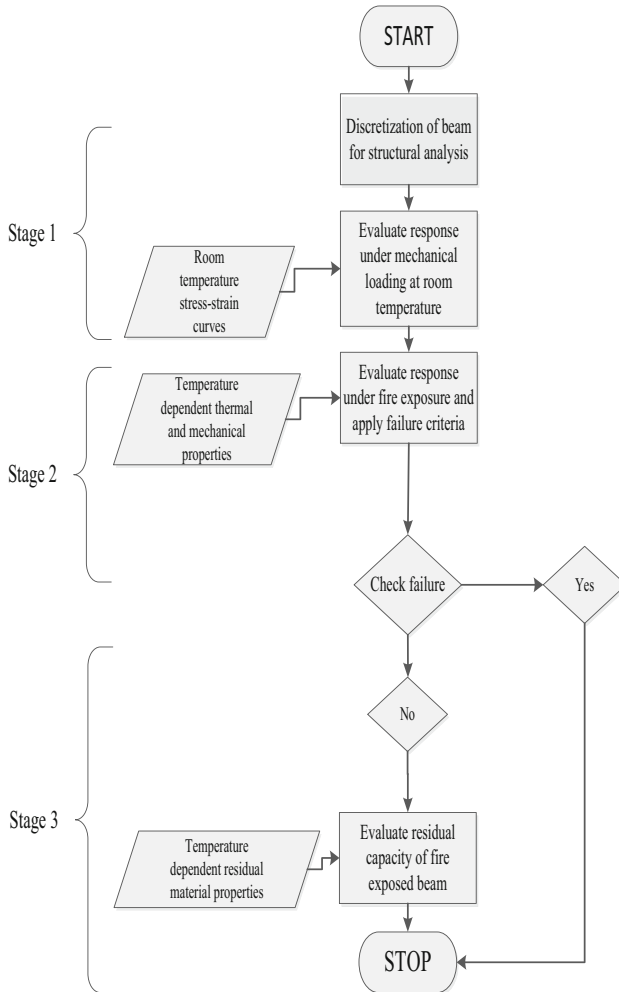 START
Discretization of beam
for structural analysis
Stage 1
Evaluate response
under mechanical
loading at room
temperature
Room
temperature
stress-strain
curves
Stage 2
Evaluate response
under fire exposure and
apply failure criteria
Temperature
dependent thermal
and mechanical
properties
Check failure
Yes
No
Stage 3
Evaluate residual
capacity of fire
exposed beam
Temperature
dependent residual
material properties
STOP